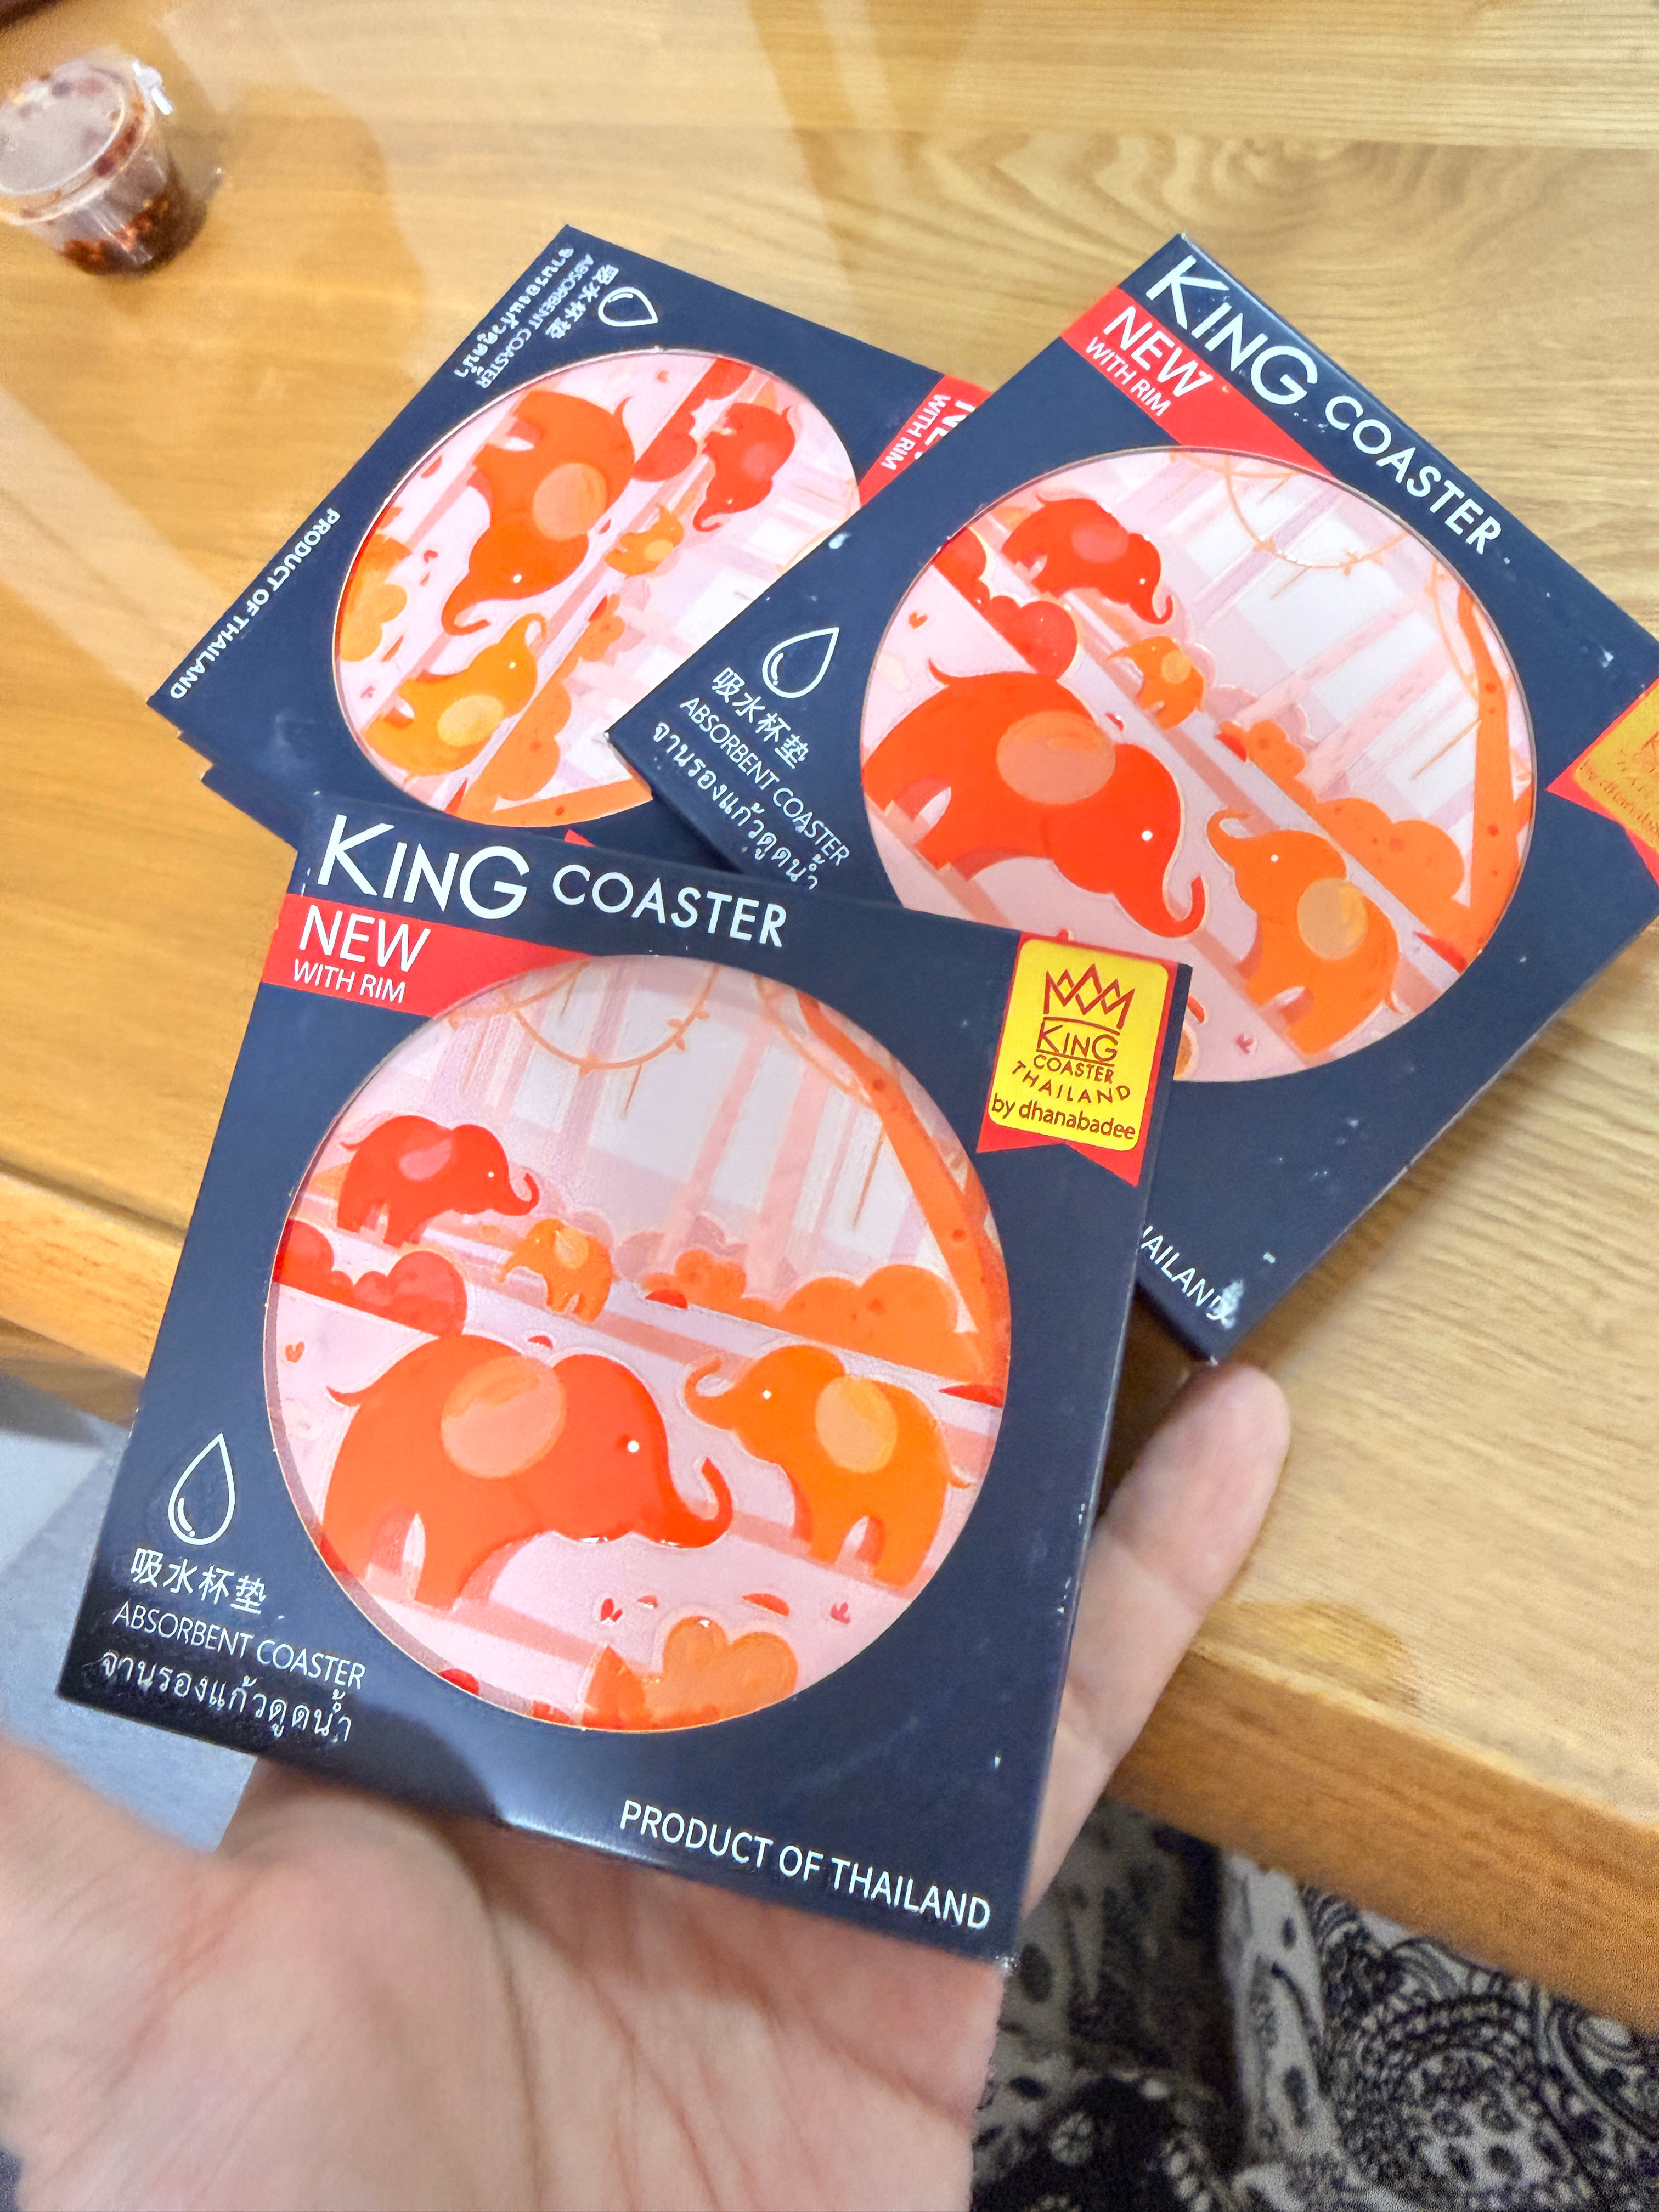 吸水杯垫
ABSORBENT COASTER
จานรองแก้วดูดน้ำ
WITH RIM
PRODUCT OF THAILAND
KING COASTER
NEW
WITH RIM
吸水杯垫
ABSORBENT COASTER
จานรองแก้วดูดน้ำ
KING COASTER
NEW
WITH RIM
KING
COASTER
THAILAND
by dhanabadee
吸水杯垫
ABSORBENT COASTER
จานรองแก้วดูดน้ำ
PRODUCT OF THAILAND